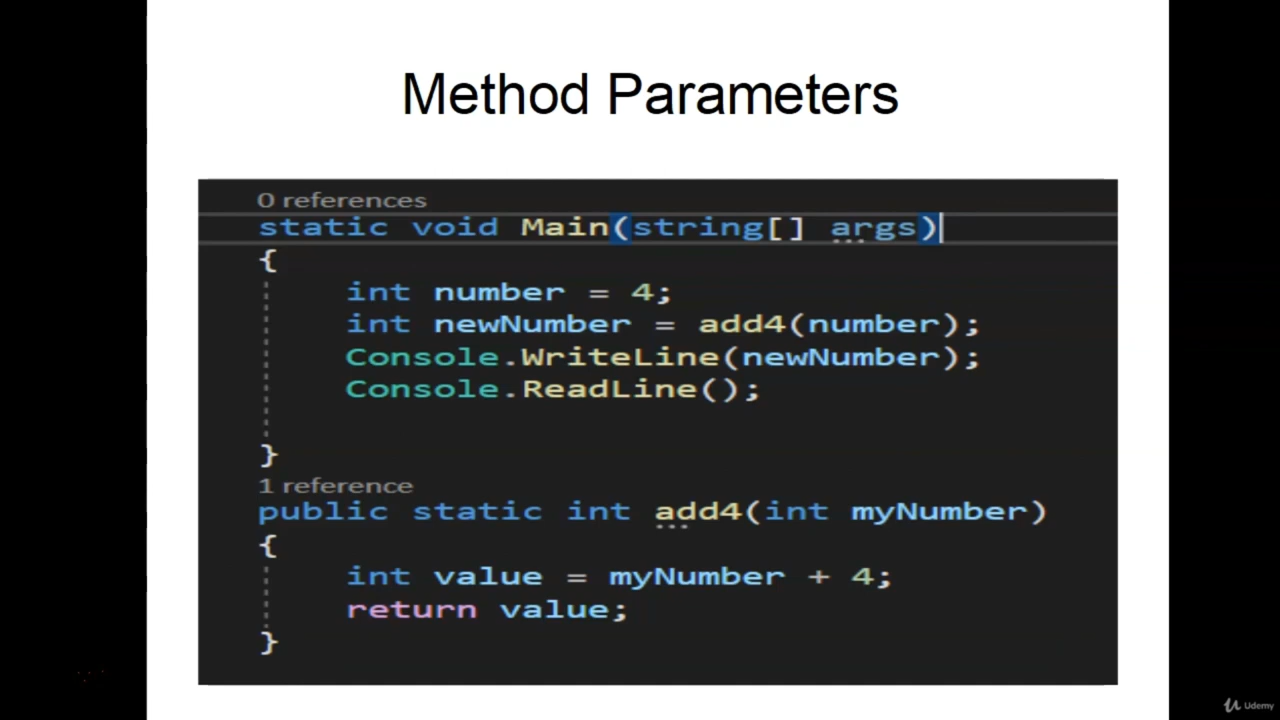 Method Parameters
0 references
static void Main(string[] args)
{
int number = 4;
int newNumber = add4(number);
Console.WriteLine(newNumber);
Console.ReadLine();
}
1 reference
public static int add4(int myNumber)
{
int value = myNumber + 4;
return value;
}
Udemy